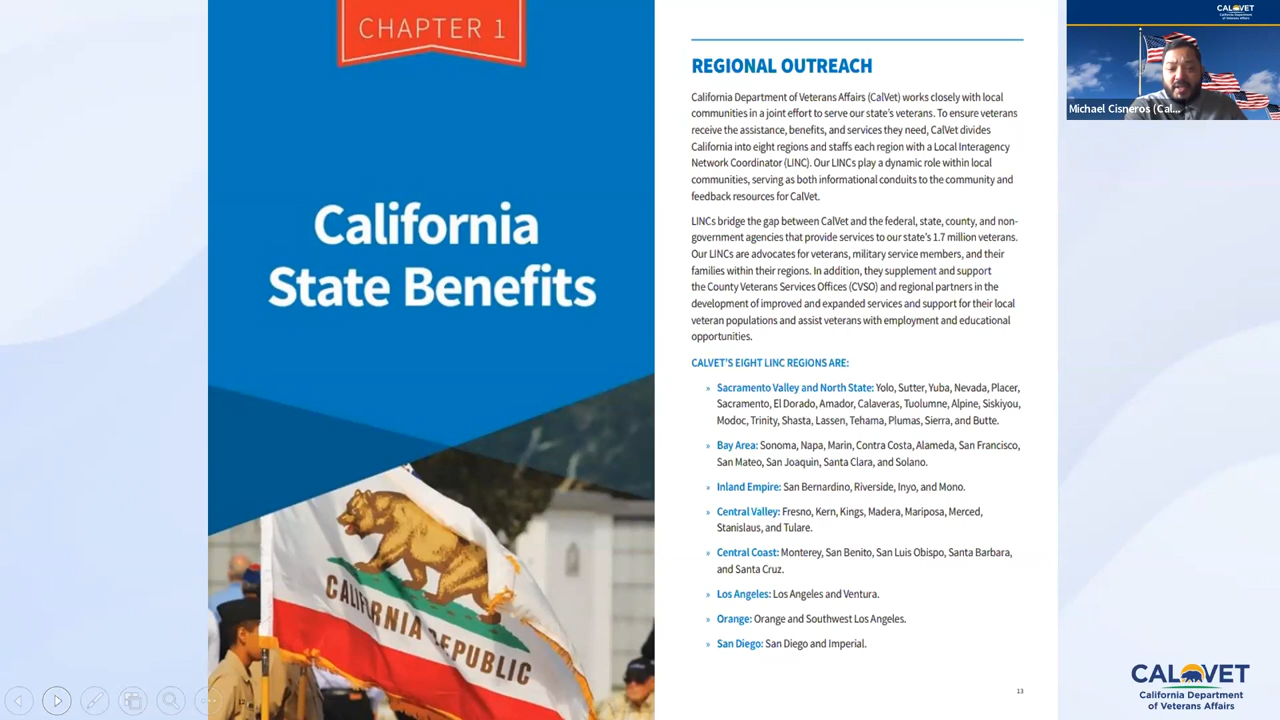 CHAPTER 1
California
State Benefits
CALIFORNIA REPUBLIC
REGIONAL OUTREACH
California Department of Veterans Affairs (CalVet) works closely with local
communities in a joint effort to serve our state's veterans. To ensure veterans
receive the assistance, benefits, and services they need, CalVet divides
California into eight regions and staffs each region with a Local Interagency
Network Coordinator (LINC). Our LINCs play a dynamic role within local
communities, serving as both informational conduits to the community and
feedback resources for CalVet.
LINCs bridge the gap between CalVet and the federal, state, county, and non-
government agencies that provide services to our state's 1.7 million veterans.
Our LINCs are advocates for veterans, military service members, and their
families within their regions. In addition, they supplement and support
the County Veterans Services Offices (CVSO) and regional partners in the
development of improved and expanded services and support for their local
veteran populations and assist veterans with employment and educational
opportunities.
CALVET'S EIGHT LINC REGIONS ARE:
» Sacramento Valley and North State: Yolo, Sutter, Yuba, Nevada, Placer,
Sacramento, El Dorado, Amador, Calaveras, Tuolumne, Alpine, Siskiyou,
Modoc, Trinity, Shasta, Lassen, Tehama, Plumas, Sierra, and Butte.
» Bay Area: Sonoma, Napa, Marin, Contra Costa, Alameda, San Francisco,
San Mateo, San Joaquin, Santa Clara, and Solano.
» Inland Empire: San Bernardino, Riverside, Inyo, and Mono.
» Central Valley: Fresno, Kern, Kings, Madera, Mariposa, Merced,
Stanislaus, and Tulare.
» Central Coast: Monterey, San Benito, San Luis Obispo, Santa Barbara,
and Santa Cruz.
» Los Angeles: Los Angeles and Ventura.
» Orange: Orange and Southwest Los Angeles.
» San Diego: San Diego and Imperial.
13
CALVET
California Department
of Veterans Affairs
Michael Cisneros (Cal...
CALVET
California Department
of Veterans Affairs